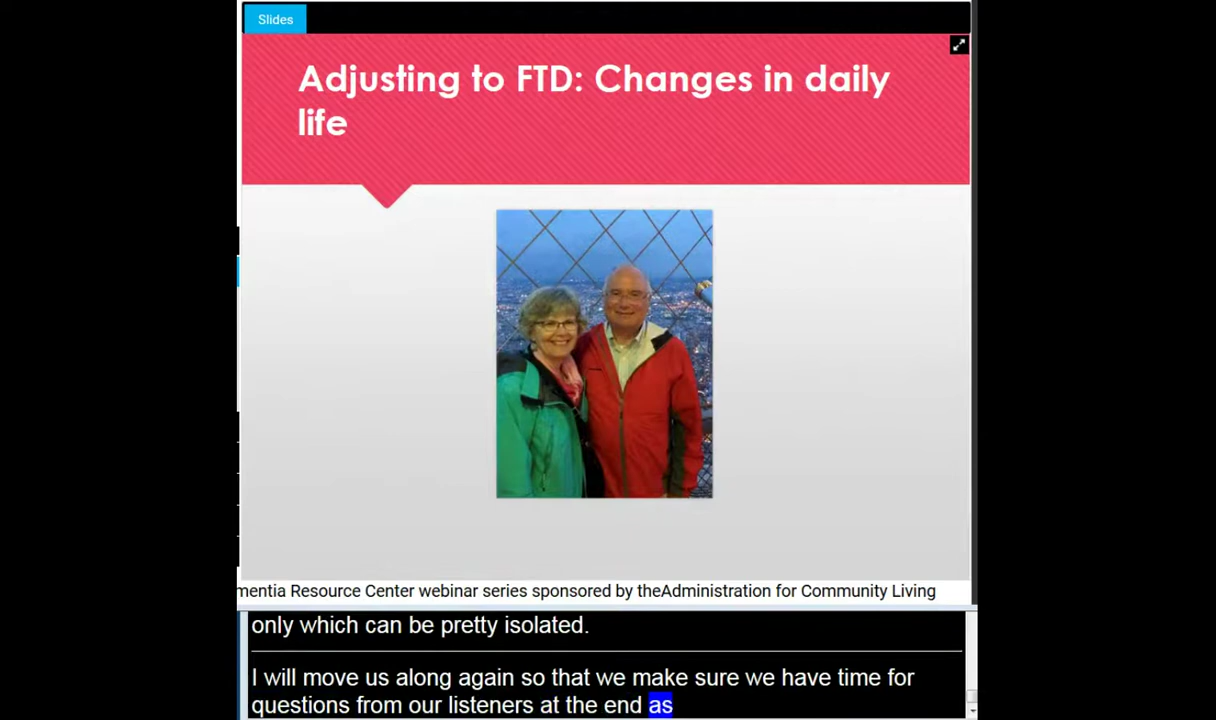 Slides
Adjusting to FTD: Changes in daily
life
mentia Resource Center webinar series sponsored by theAdministration for Community Living
only which can be pretty isolated.
I will move us along again so that we make sure we have time for
questions from our listeners at the end as